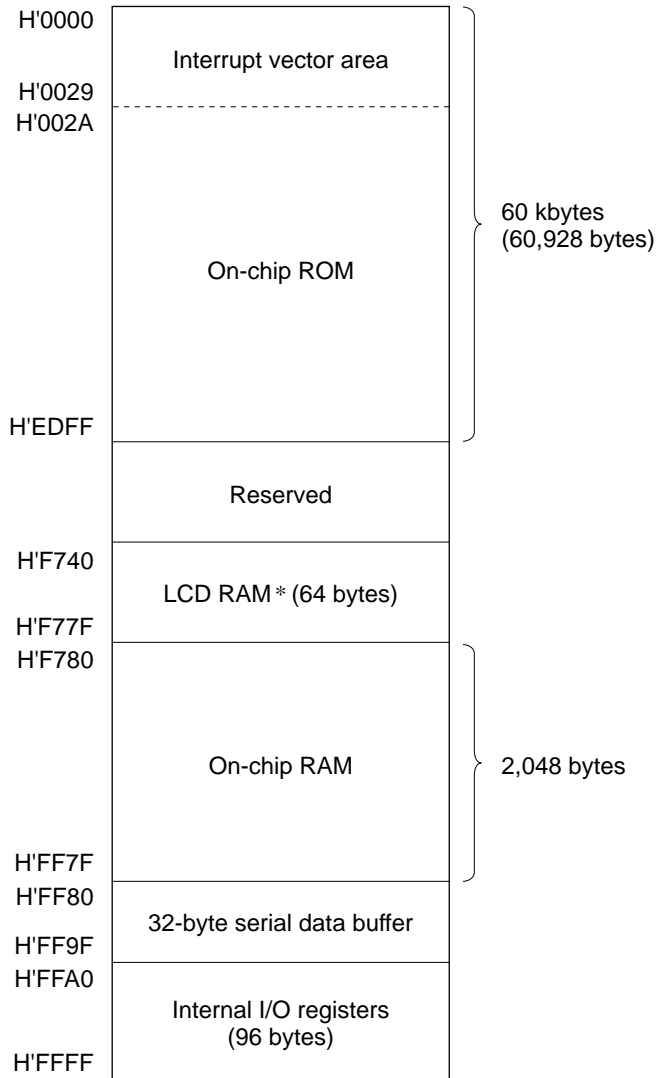 H'0000
Interrupt vector area
H'0029
H'002A
60 kbytes
(60,928 bytes)
On-chip ROM
H'EDFF
Reserved
H'F740
LCD RAM* (64 bytes)
H'F77F
H'F780
On-chip RAM
2,048 bytes
H'FF7F
H'FF80
32-byte serial data buffer
H'FF9F
H'FFA0
Internal I/O registers
(96 bytes)
H'FFFF